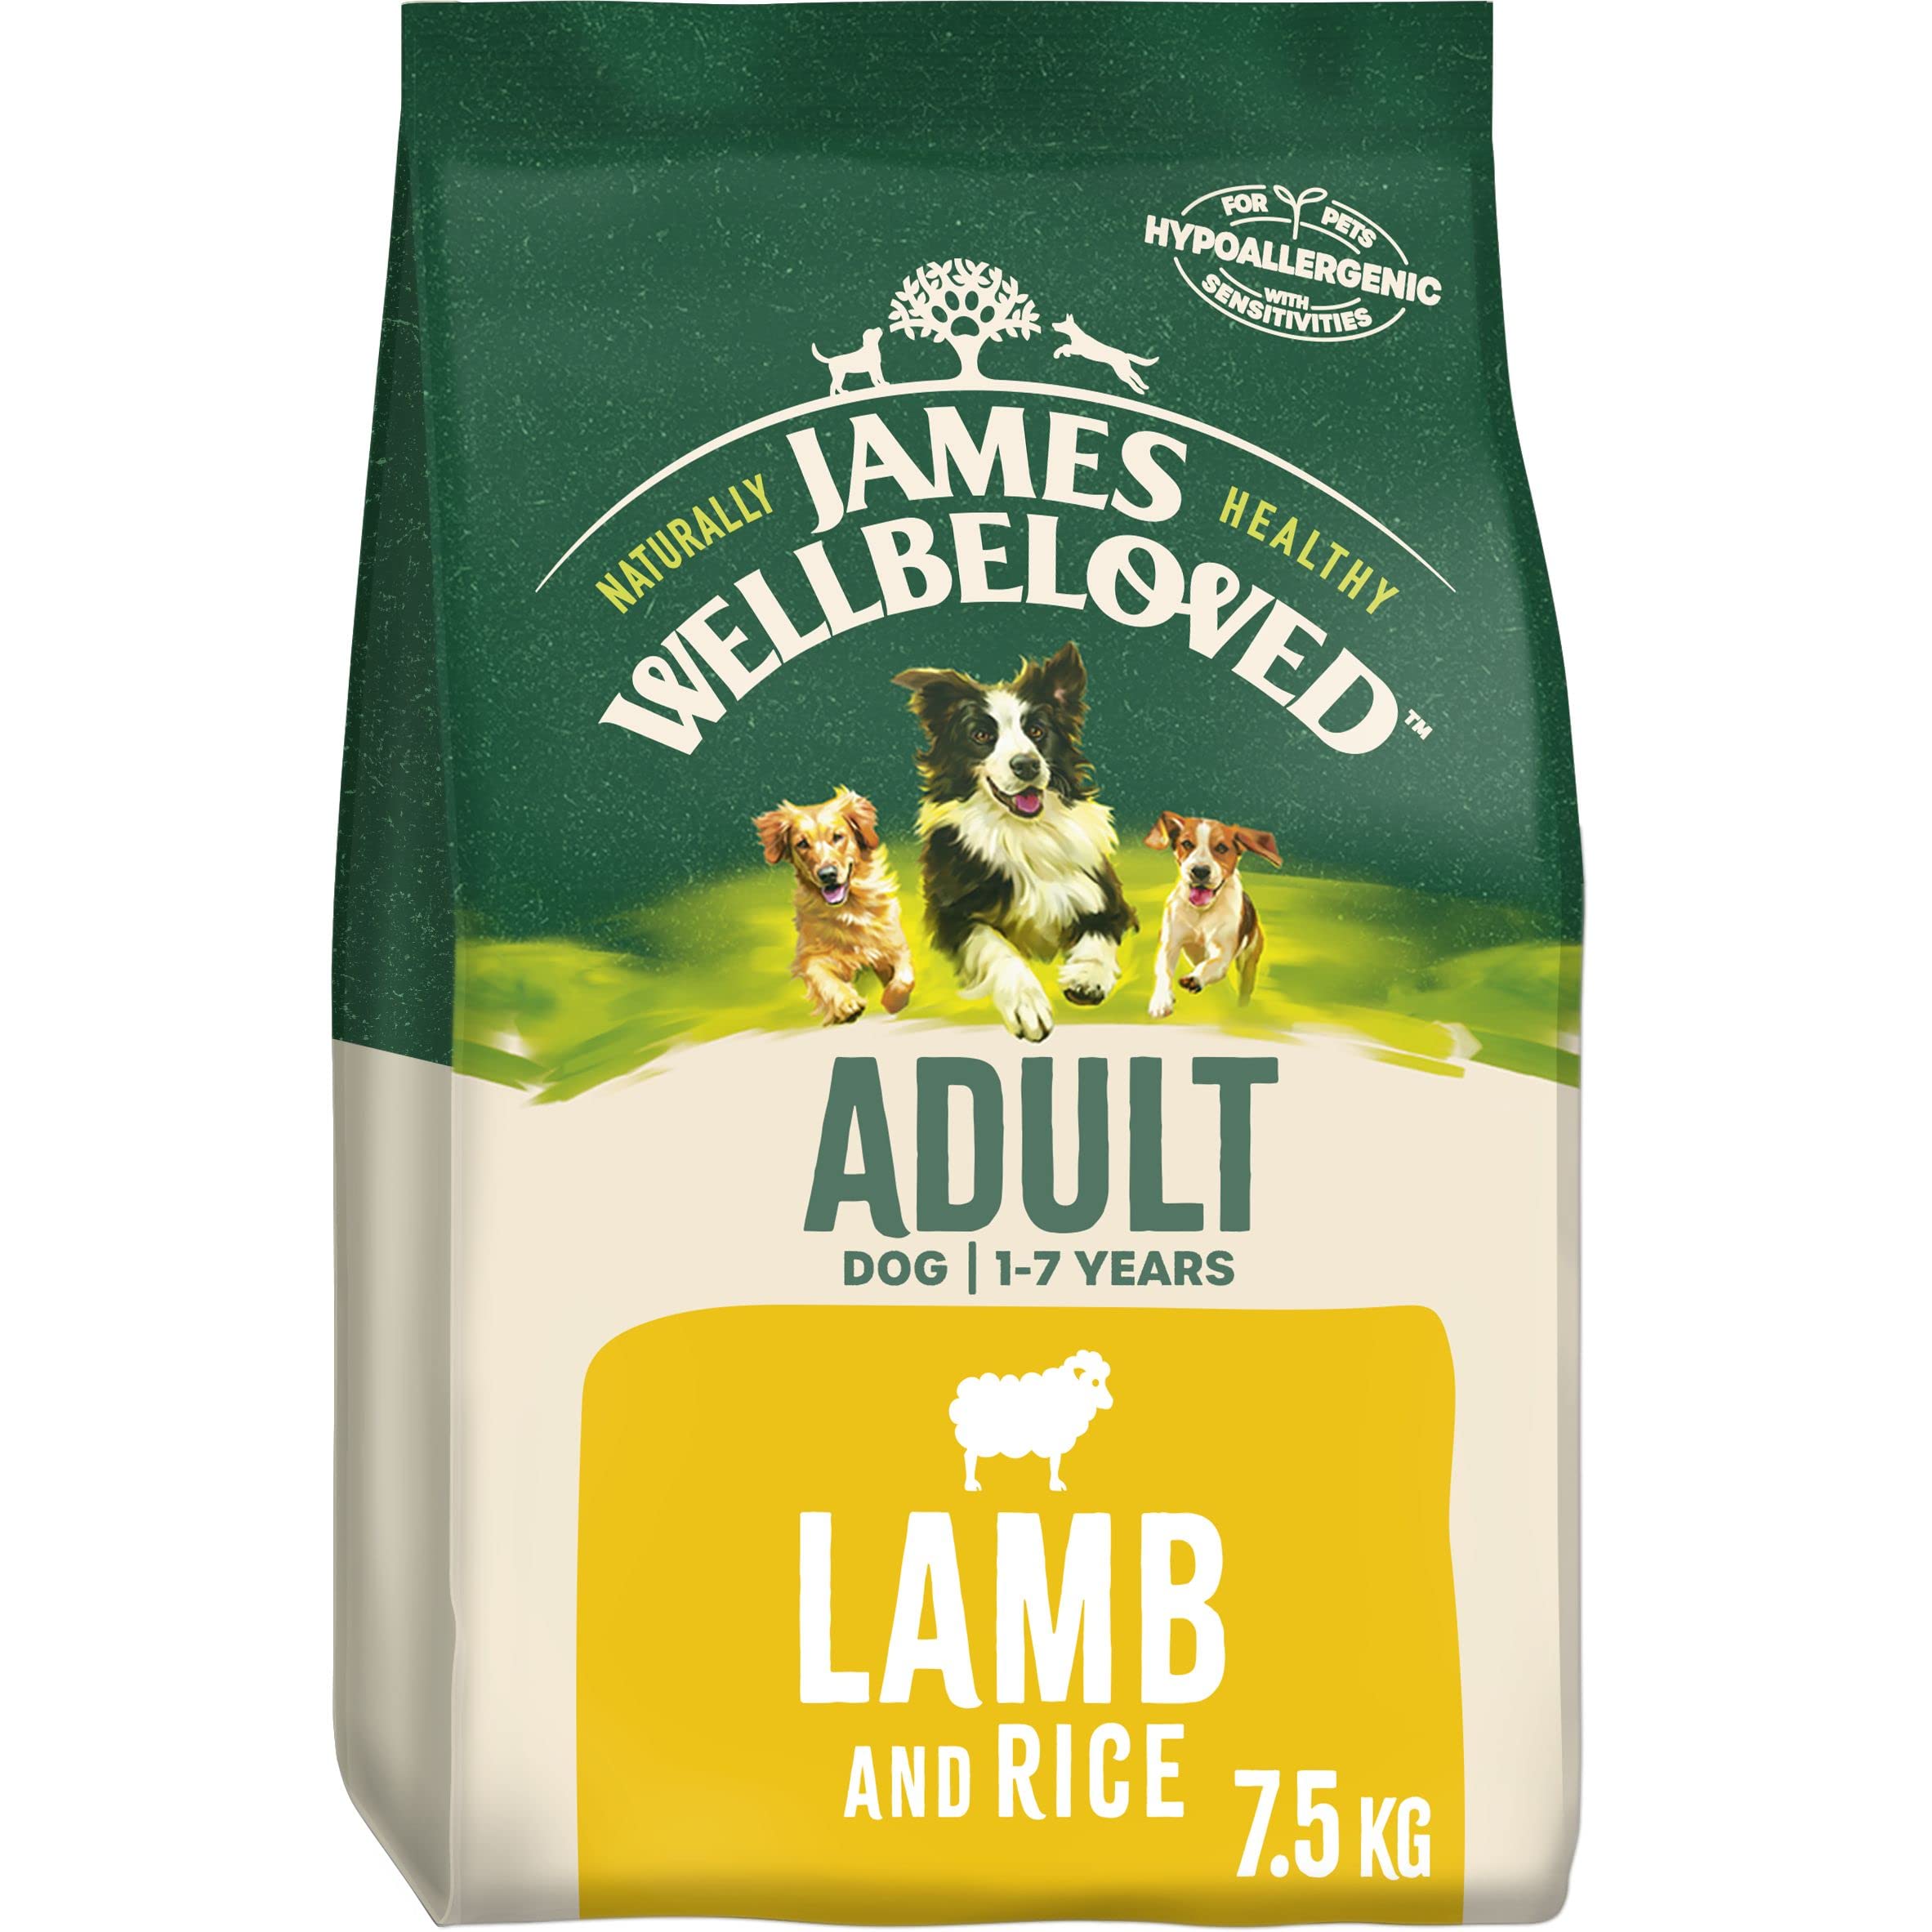 FOR PETS
HYPOALLERGENIC
WITH
SENSITIVITIES
NATURALLY JAMES HEALTHY
WELLBELOVED™
ADULT
DOG | 1-7 YEARS
LAMB
AND RICE
7.5 KG